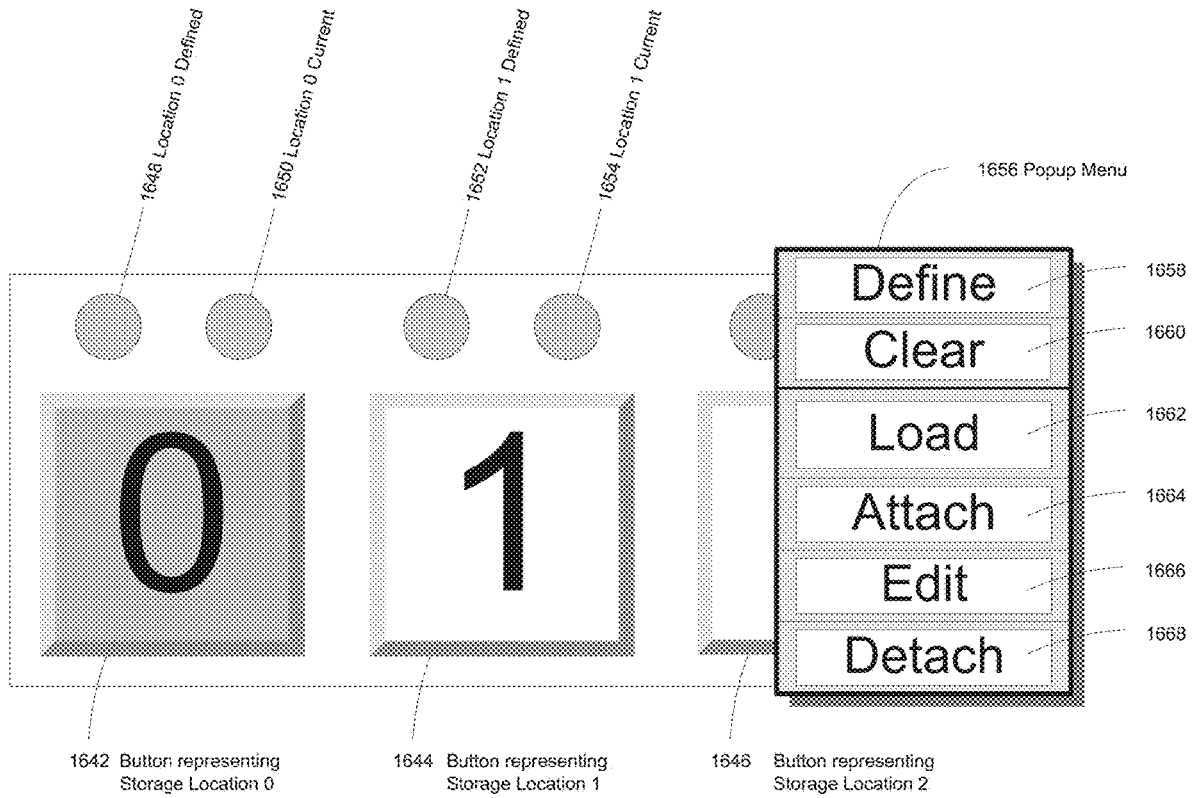 1648 Location 0 Defined
1650 Location 0 Current
1652 Location 1 Defined
1654 Location 1 Current
1656 Popup Menu
Define
1658
Clear
1660
Load
1662
Attach
1664
Edit
1666
Detach
1668
0
1
1642 Button representing
Storage Location 0
1644 Button representing
Storage Location 1
1646 Button representing
Storage Location 2